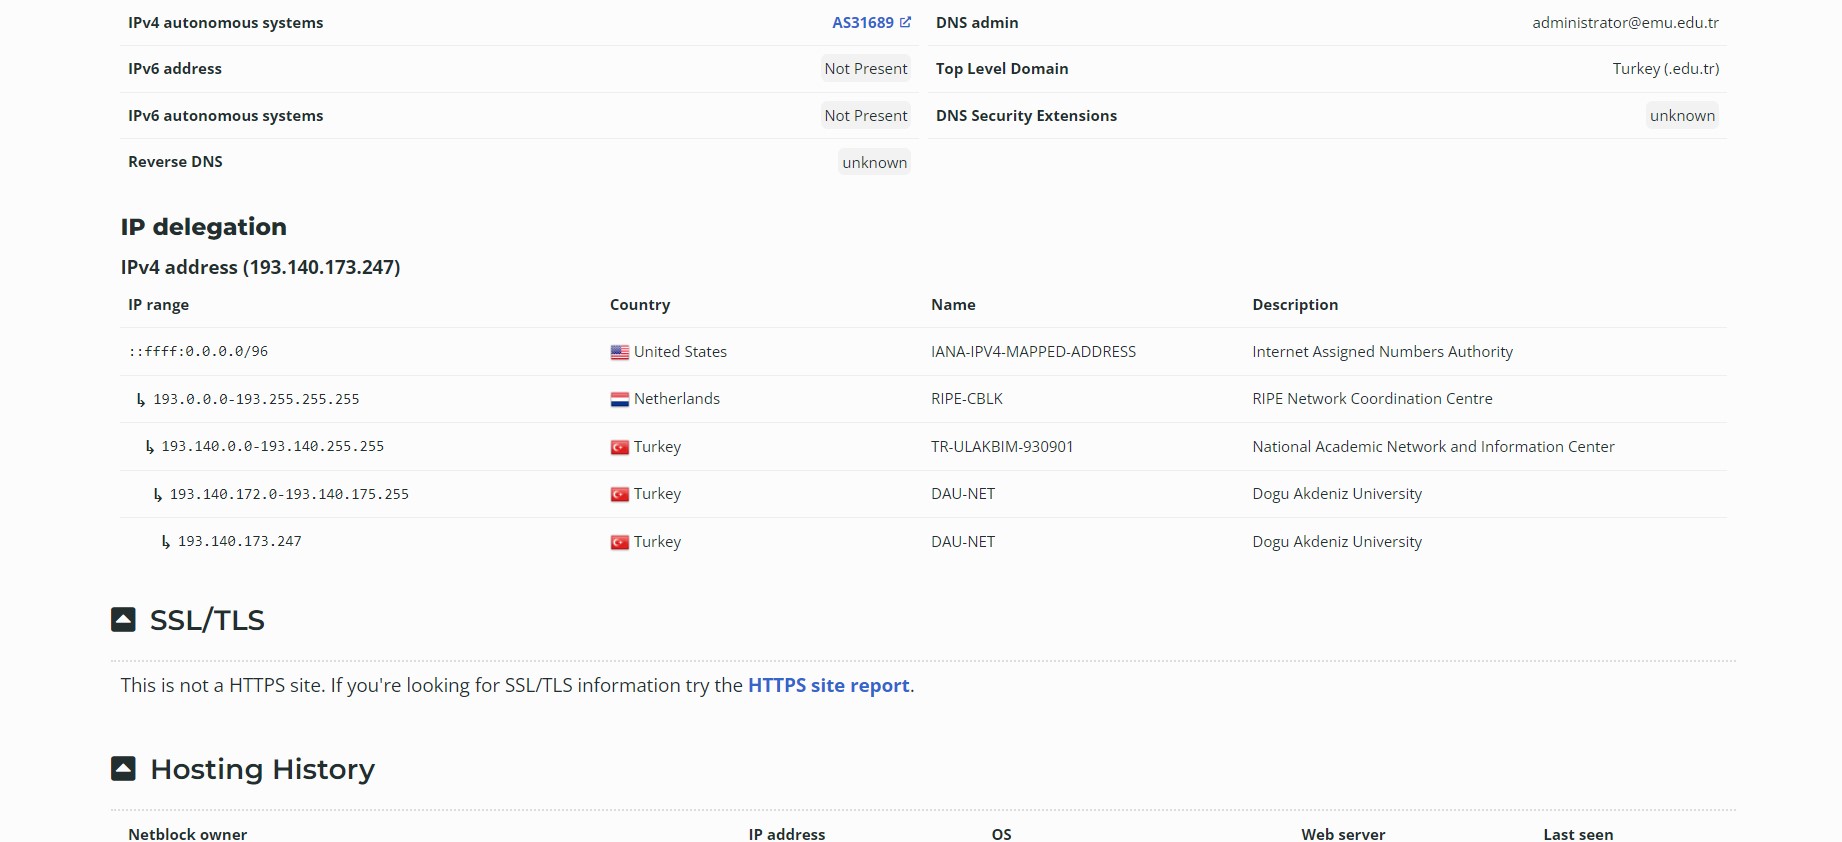 IPv4 autonomous systems AS31689 DNS admin administrator@emu.edu.tr
IPv6 address Not Present Top Level Domain Turkey (.edu.tr)
IPv6 autonomous systems Not Present DNS Security Extensions unknown
Reverse DNS unknown
IP delegation
IPv4 address (193.140.173.247)
IP range Country Name Description
::ffff:0.0.0.0/96 United States IANA-IPV4-MAPPED-ADDRESS Internet Assigned Numbers Authority
↳ 193.0.0.0-193.255.255.255 Netherlands RIPE-CBLK RIPE Network Coordination Centre
↳ 193.140.0.0-193.140.255.255 Turkey TR-ULAKBIM-930901 National Academic Network and Information Center
↳ 193.140.172.0-193.140.175.255 Turkey DAU-NET Dogu Akdeniz University
↳ 193.140.173.247 Turkey DAU-NET Dogu Akdeniz University
SSL/TLS
This is not a HTTPS site. If you're looking for SSL/TLS information try the HTTPS site report.
Hosting History
Netblock owner IP address OS Web server Last seen